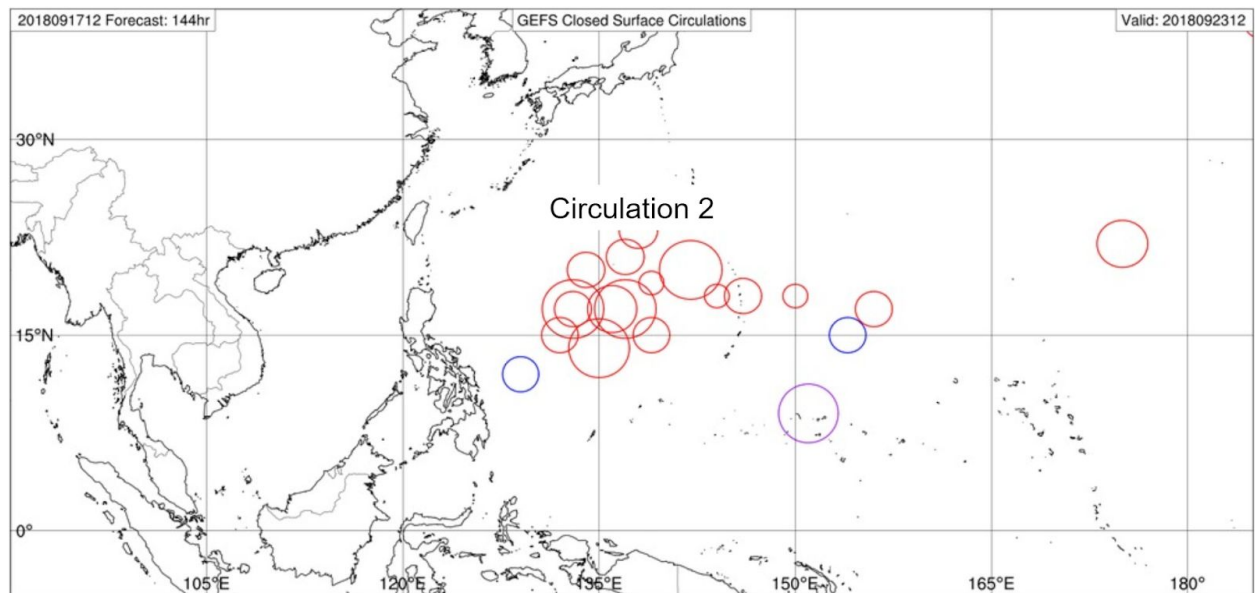 2018091712 Forecast: 144hr
GEFS Closed Surface Circulations
Valid: 2018092312
30°N
Circulation 2
15°N
0°
105°E
120°E
135°E
150°E
165°E
180°